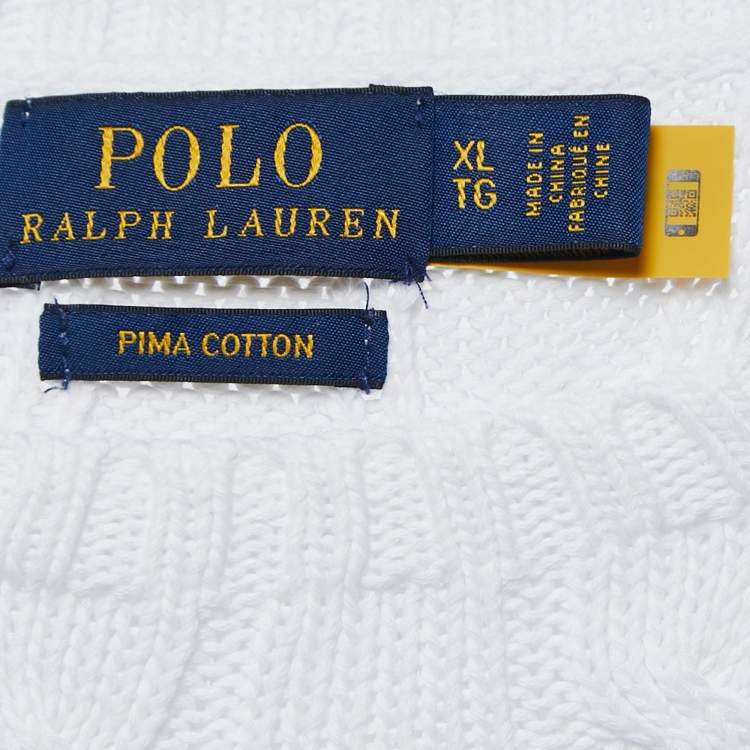 POLO
RALPH LAUREN
XL
TG
MADE IN
CHINA
FABRIQUÉ EN
CHINE
PIMA COTTON